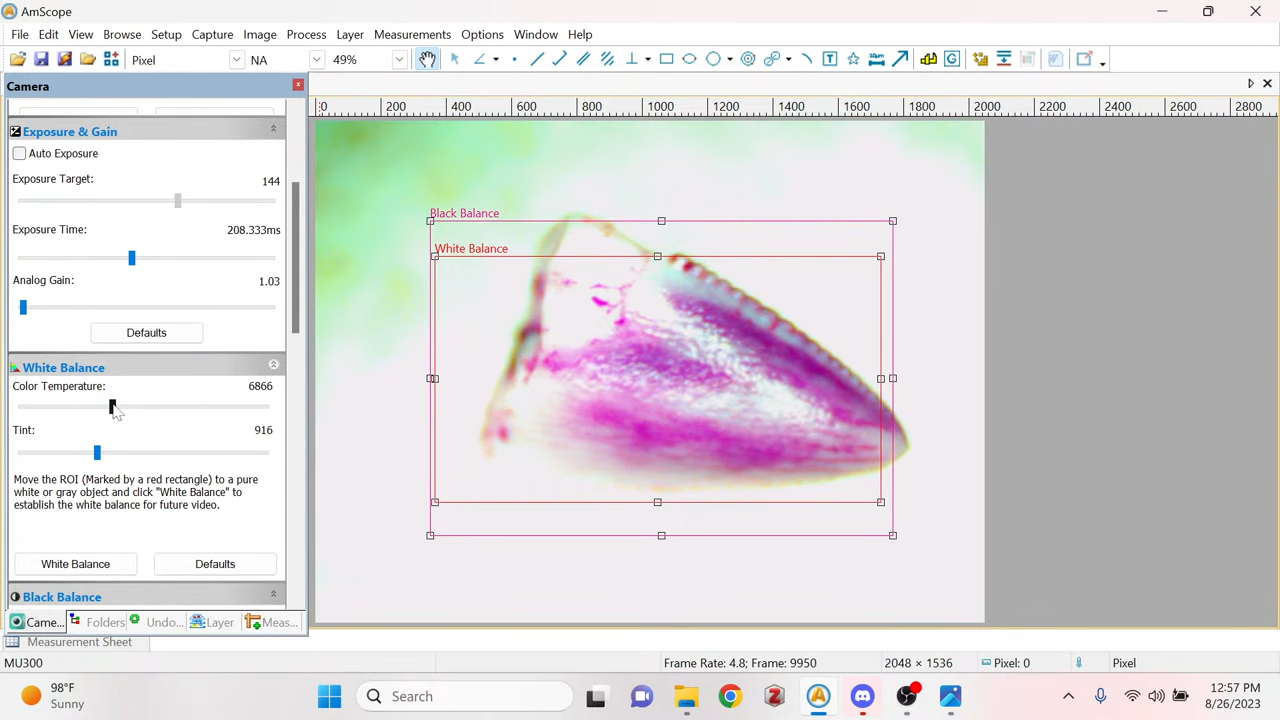 AmScope
File Edit View Browse Setup Capture Image Process Layer Measurements Options Window Help
Pixel NA 49%
Camera
0 200 400 600 800 1000 1200 1400 1600 1800 2000 2200 2400 2600 2800
Exposure & Gain
Auto Exposure
Exposure Target: 144
Exposure Time: 208.333ms
Analog Gain: 1.03
Defaults
White Balance
Color Temperature: 6866
Tint: 916
Move the ROI (Marked by a red rectangle) to a pure
white or gray object and click "White Balance" to
establish the white balance for future video.
White Balance Defaults
Black Balance
Black Balance
White Balance
Came... Folders Undo... Layer Meas...
Measurement Sheet
MU300 Frame Rate: 4.8; Frame: 9950 2048 × 1536 Pixel: 0 Pixel
98°F
Sunny
Search
12:57 PM
8/26/2023